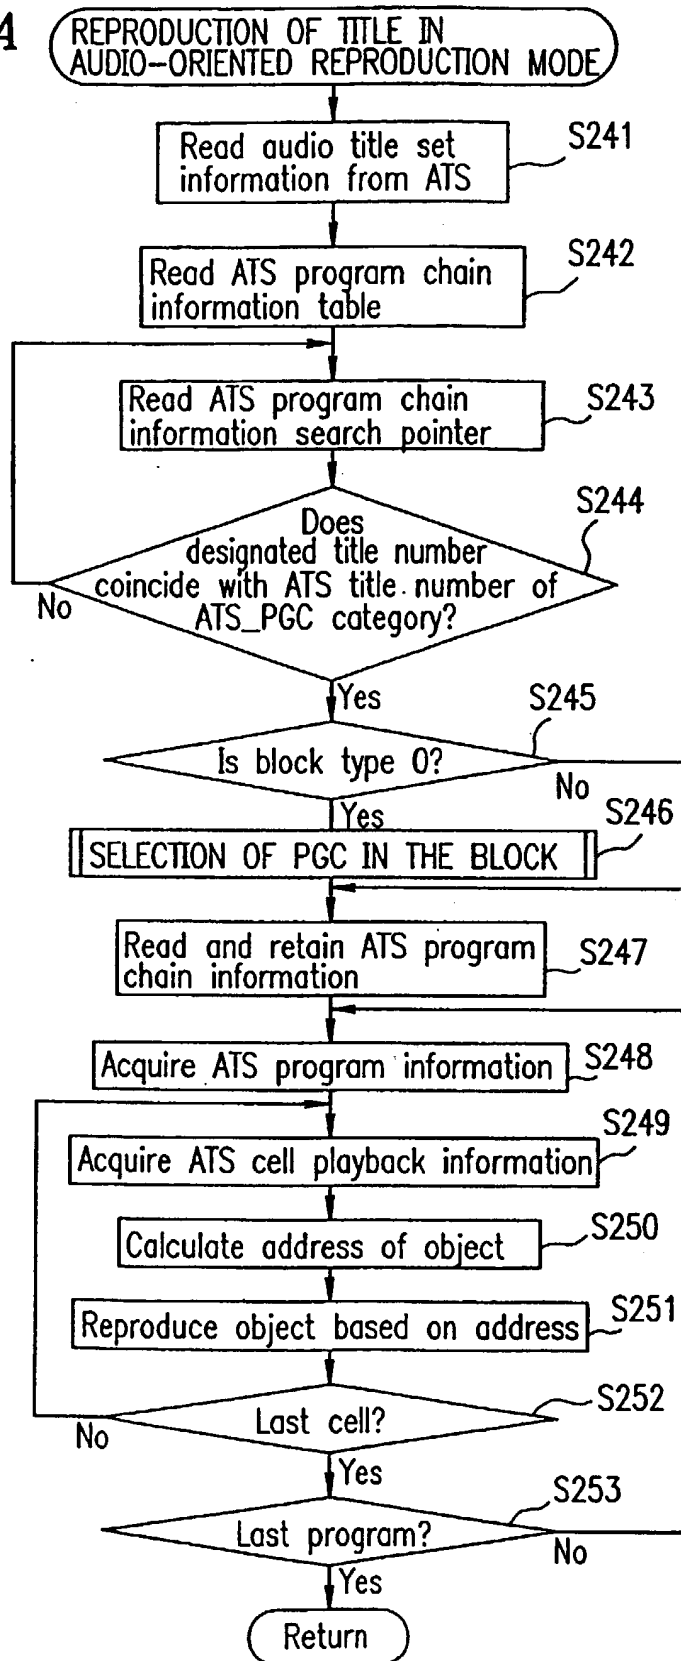 4
REPRODUCTION OF TITLE IN
AUDIO-ORIENTED REPRODUCTION MODE
Read audio title set
information from ATS
S241
Read ATS program chain
information table
S242
Read ATS program chain
information search pointer
S243
Does
designated title number
coincide with ATS title number of
ATS_PGC category?
S244
No
Yes
Is block type 0?
S245
No
Yes
SELECTION OF PGC IN THE BLOCK
S246
Read and retain ATS program
chain information
S247
Acquire ATS program information
S248
Acquire ATS cell playback information
S249
Calculate address of object
S250
Reproduce object based on address
S251
Last cell?
S252
No
Yes
Last program?
S253
No
Yes
Return